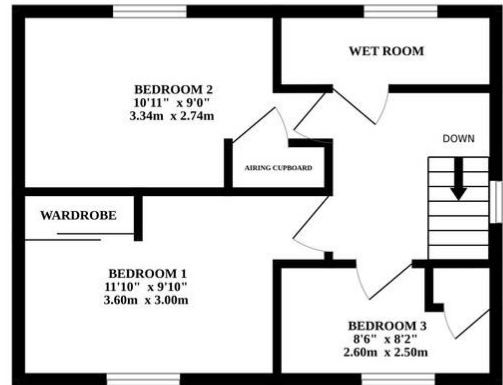 WET ROOM
BEDROOM 2
10'11" x 9'0"
3.34m x 2.74m
DOWN
AIRING CUPBOARD
WARDROBE
BEDROOM 1
11'10" x 9'10"
3.60m x 3.00m
BEDROOM 3
8'6" x 8'2"
2.60m x 2.50m